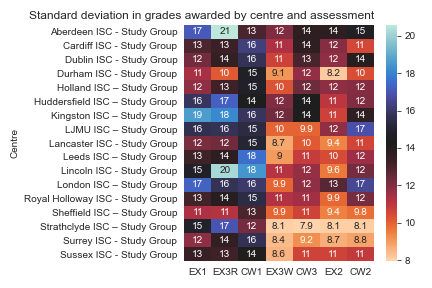 Standard deviation in grades awarded by centre and assessment
Centre
Aberdeen ISC - Study Group 17 21 13 12 14 14 15
Cardiff ISC - Study Group 13 13 16 11 14 12 11
Dublin ISC - Study Group 12 14 16 11 13 12 14
Durham ISC - Study Group 11 10 15 9.1 12 8.2 10
Holland ISC – Study Group 12 13 15 10 12 12 12
Huddersfield ISC – Study Group 16 17 14 12 14 11 12
Kingston ISC - Study Group 19 18 16 12 14 11 14
LJMU ISC - Study Group 16 16 15 10 9.9 12 17
Lancaster ISC - Study Group 12 12 15 8.7 10 9.4 11
Leeds ISC – Study Group 13 14 18 9 11 10 12
Lincoln ISC - Study Group 15 20 18 11 12 9.6 12
London ISC – Study Group 17 16 16 9.9 12 13 17
Royal Holloway ISC - Study Group 13 14 15 11 11 9.6 12
Sheffield ISC – Study Group 11 11 13 9.9 11 9.4 9.8
Strathclyde ISC – Study Group 15 17 12 8.1 7.9 8.1 8.1
Surrey ISC - Study Group 12 14 16 8.4 9.2 8.7 8.8
Sussex ISC – Study Group 13 13 14 8.6 11 11 11
EX1 EX3R CW1 EX3W CW3 EX2 CW2
20
18
16
14
12
10
8